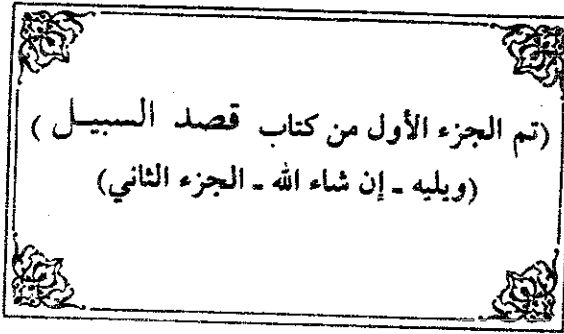 (تم الجزء الأول من كتاب قصد السبيل)
(ويليه - إن شاء الله - الجزء الثاني)